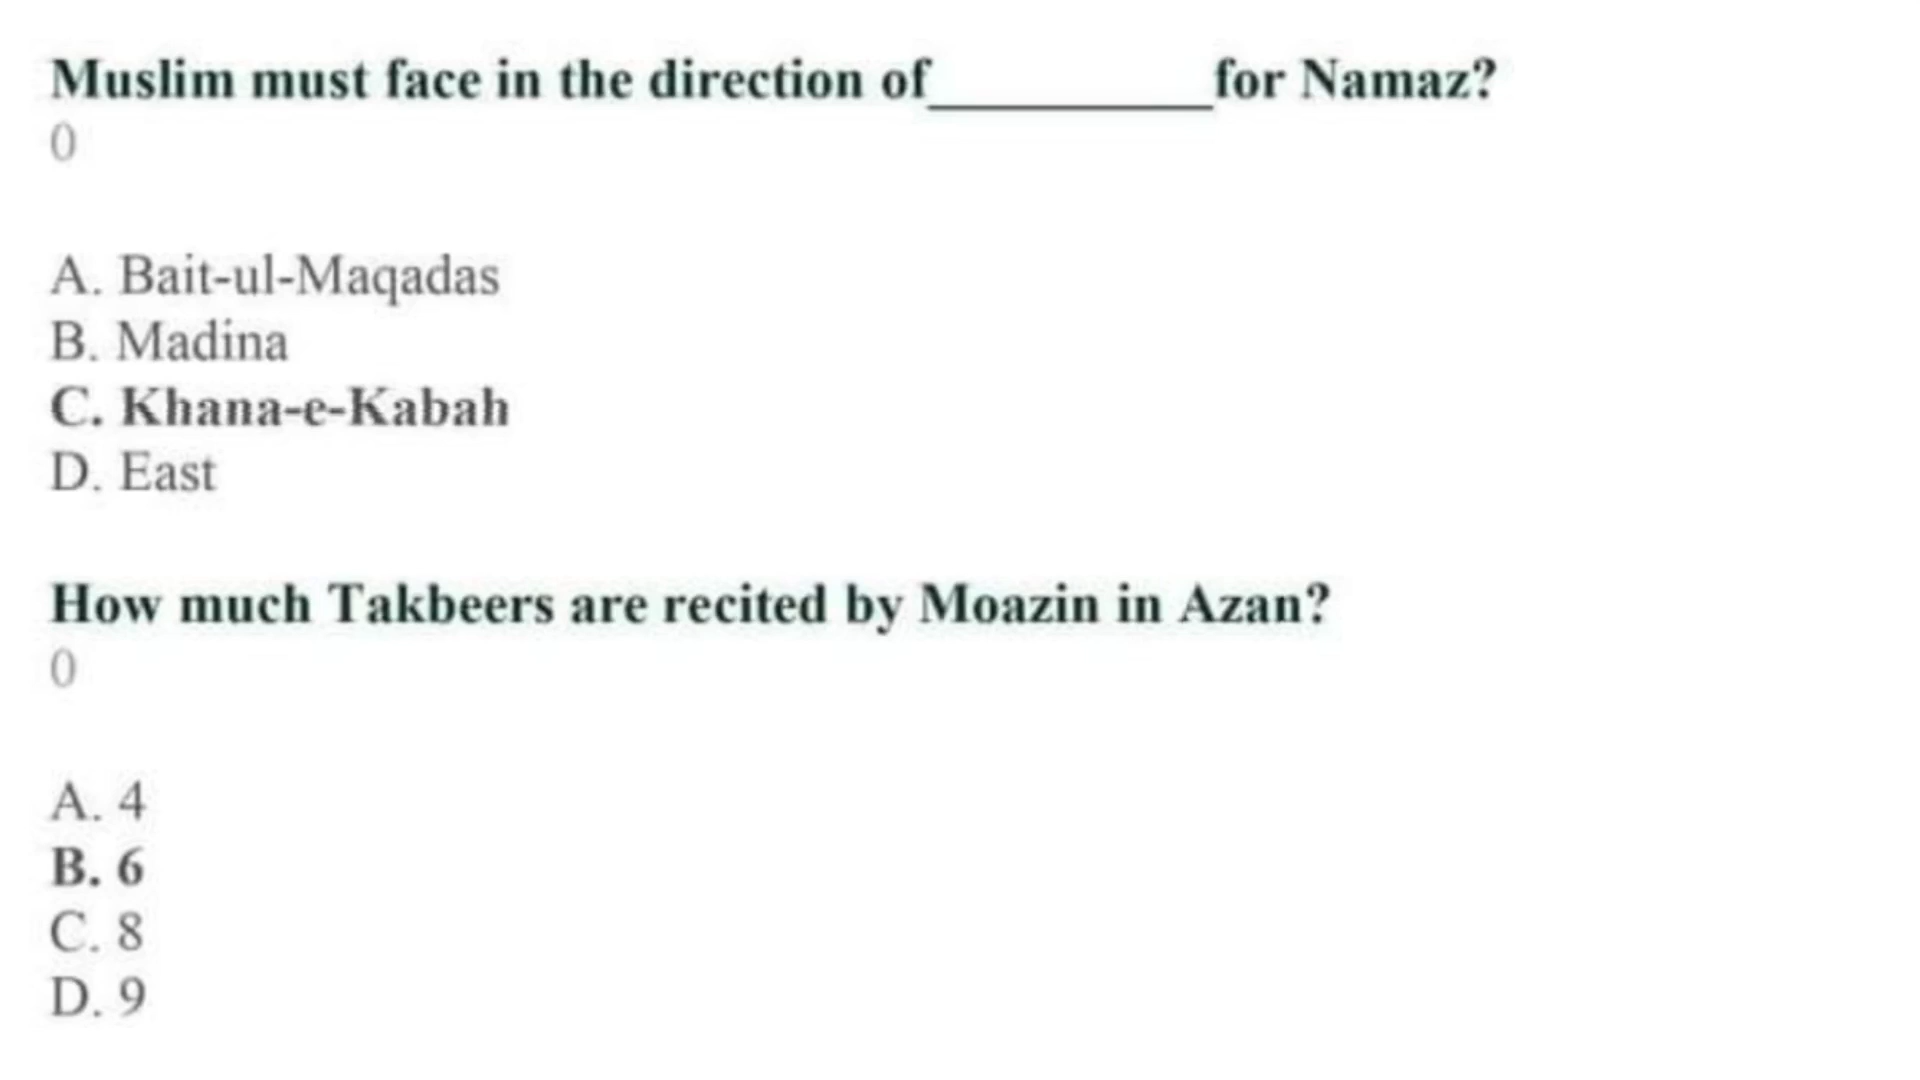 Muslim must face in the direction of__________for Namaz?
0
A. Bait-ul-Maqadas
B. Madina
C. Khana-e-Kabah
D. East
How much Takbeers are recited by Moazin in Azan?
0
A. 4
B. 6
C. 8
D. 9